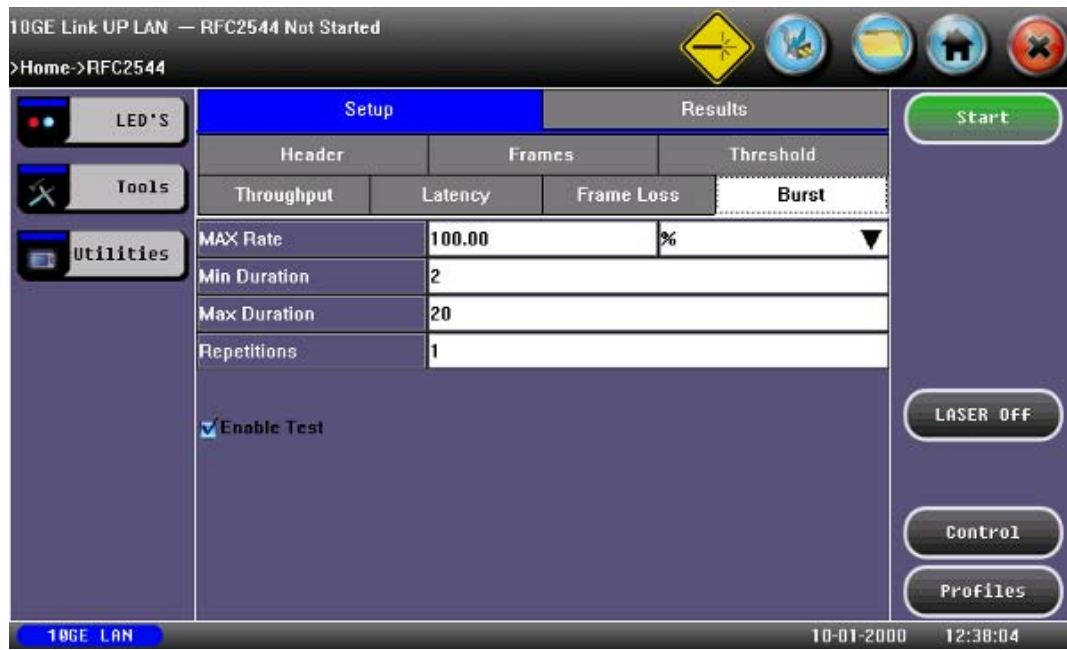 10GE Link UP LAN — RFC2544 Not Started
>Home->RFC2544
LED'S
Tools
Utilities
Setup Results
Header Frames Threshold
Throughput Latency Frame Loss Burst
MAX Rate 100.00 %
Min Duration 2
Max Duration 20
Repetitions 1
Enable Test
Start
LASER OFF
Control
Profiles
10GE LAN 10-01-2000 12:38:04